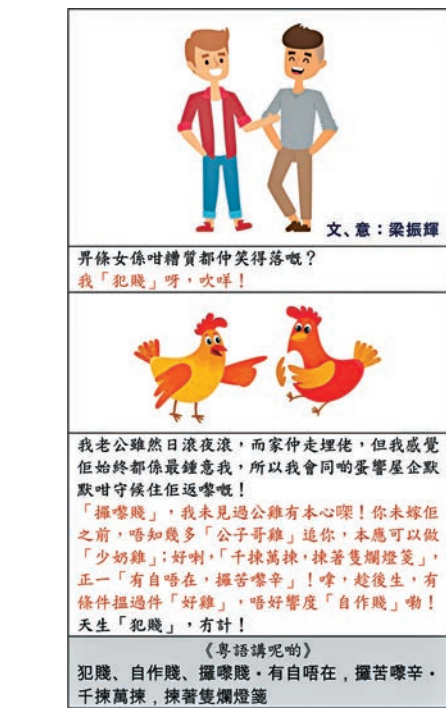 文、意：梁振輝
畀條女係咁糟質都仲笑得落嘅？
我「犯賤」呀，吹咩！
我老公雖然日滾夜滾，而家仲走埋佬，但我感覺
佢始終都係最鍾意我，所以我會同啲蛋響屋企默
默咁守候住佢返嚟嘅！
「攞嚟賤」，我未見過公雞有本心㗎！你未嫁佢
之前，唔知幾多「公子哥雞」追你，本應可以做
「少奶雞」；好喇，「千揀萬揀，揀著隻爛燈箋」，
正一「有自唔在，攞苦嚟辛」！嗱，趁後生，冇
條件搵過件「好雞」，唔好響度「自作賤」嘞！
天生「犯賤」，冇計！
《粵語講呢啲》
犯賤、自作賤、攞嚟賤．有自唔在，攞苦嚟辛．
千揀萬揀，揀著隻爛燈箋